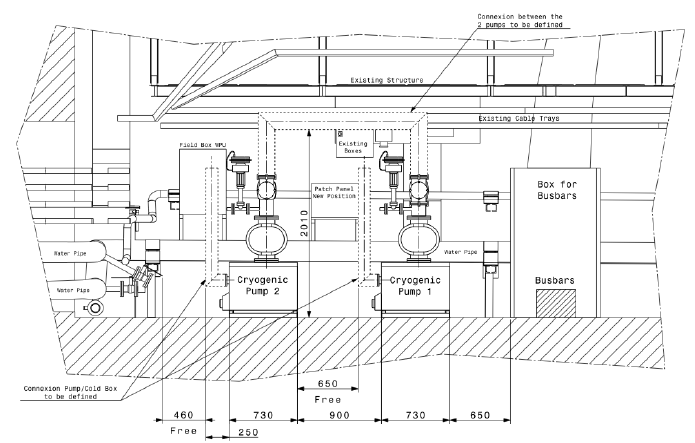 Connexion between the
2 pumps to be defined
Existing Structure
Existing Cable Trays
Field Box WPU
Existing
Boxes
Patch Panel
New Position
Box for
Busbars
2010
Water Pipe
Water Pipe
Water Pipe
Cryogenic
Pump 2
Cryogenic
Pump 1
Busbars
Connexion Pump/Cold Box
to be defined
650
Free
460
730
900
730
650
Free
250